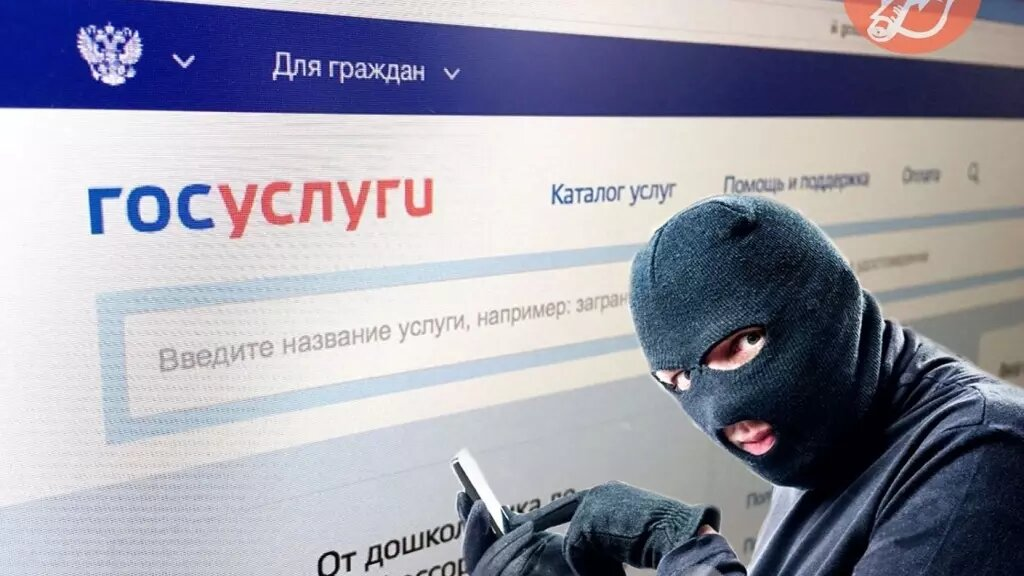 Для граждан
госуслуги
Каталог услуг
Помощь и поддержка
Оплата
Введите название услуги, например: загран
От дошкол